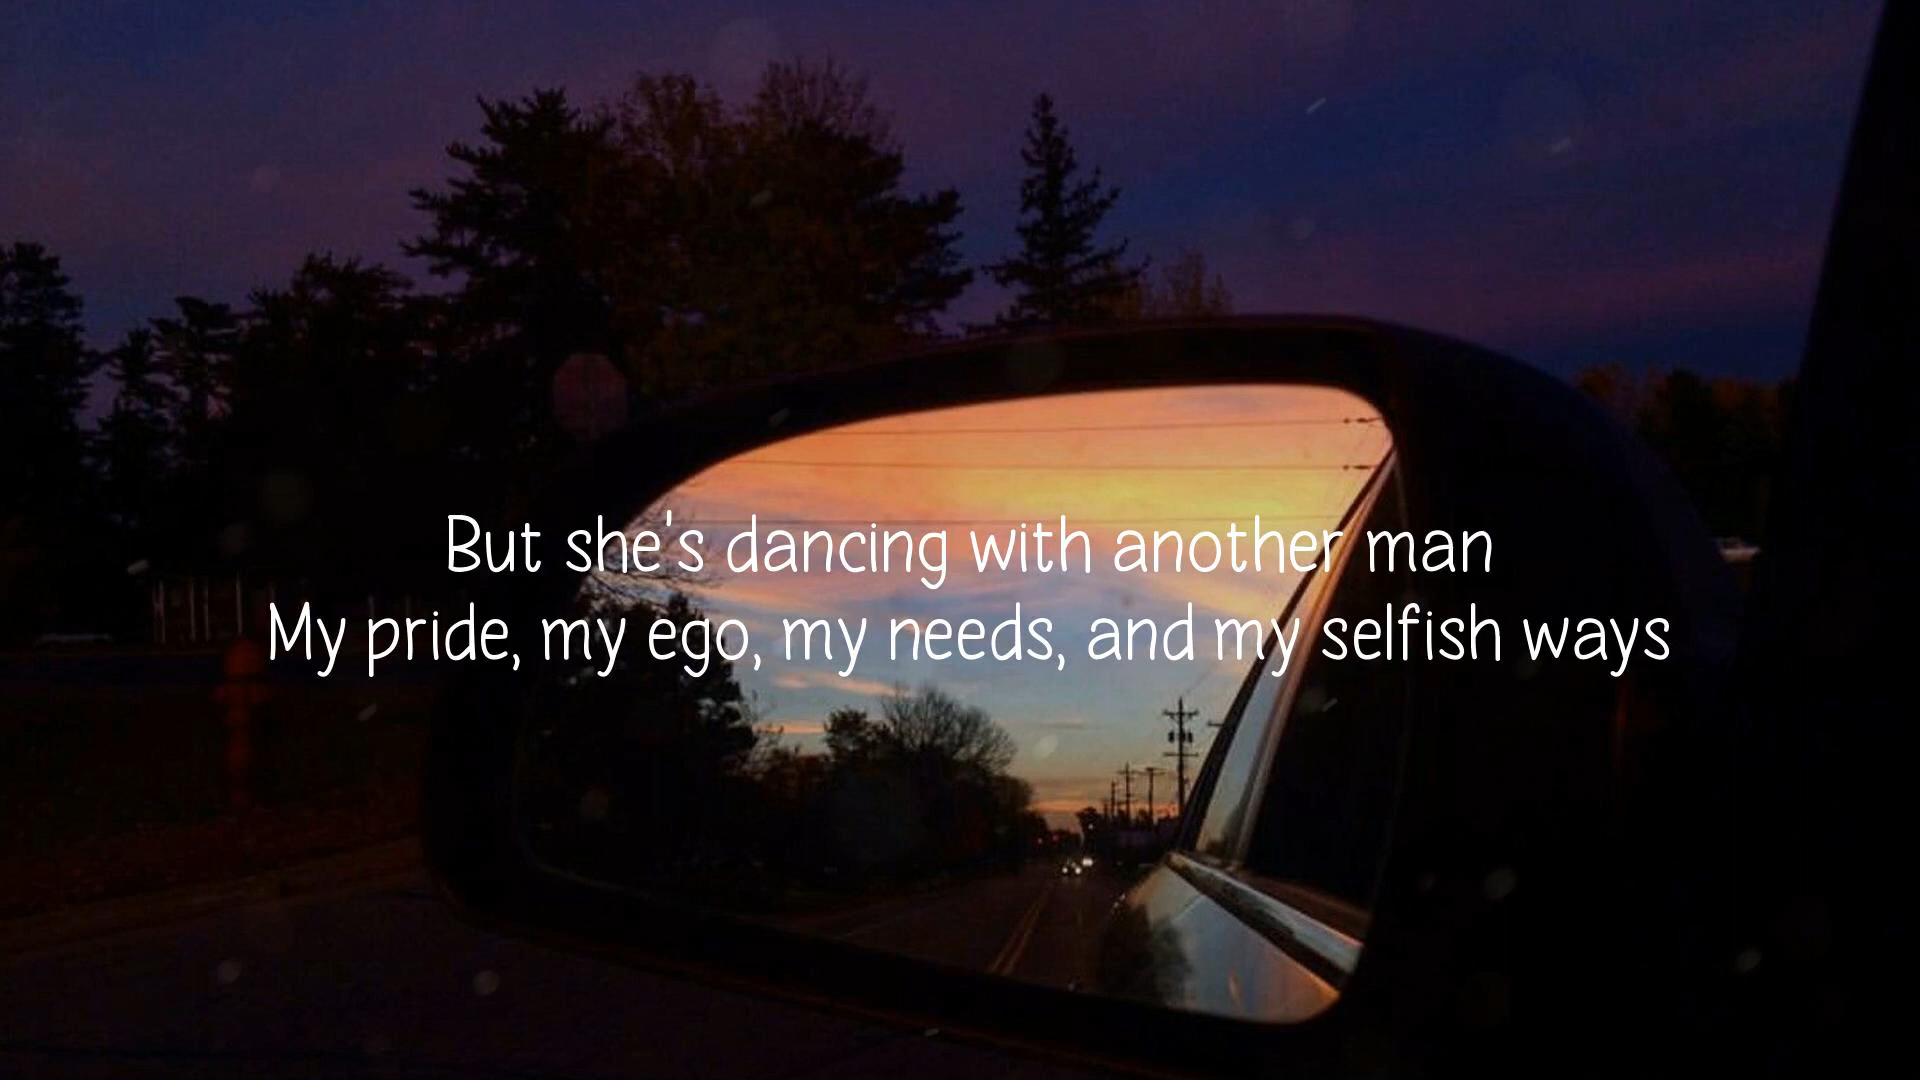 But she's dancing with another man
My pride, my ego, my needs, and my selfish ways